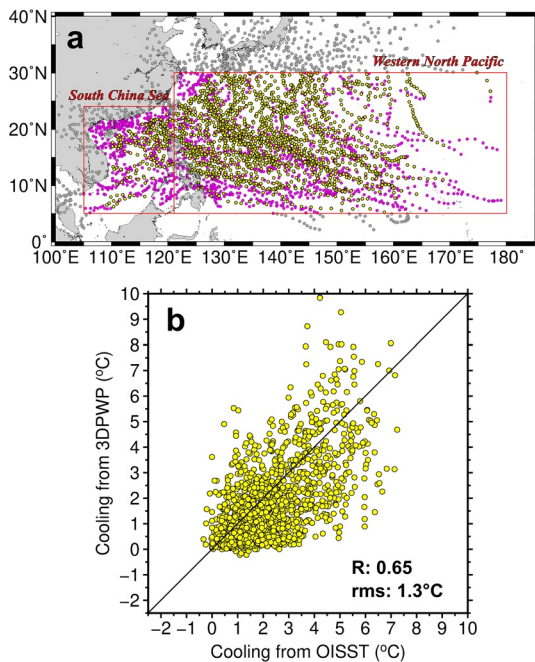 40°N
a
Western North Pacific
30°N
South China Sea
20°N
10°N
0°
100°E 110° 120° 130° 140° 150° 160° 170° 180°
b
10
9
8
7
6
5
4
3
2
1
0
−1
−2
Cooling from 3DPWP (ºC)
R: 0.65
rms: 1.3°C
−2 −1 0 1 2 3 4 5 6 7 8 9 10
Cooling from OISST (ºC)